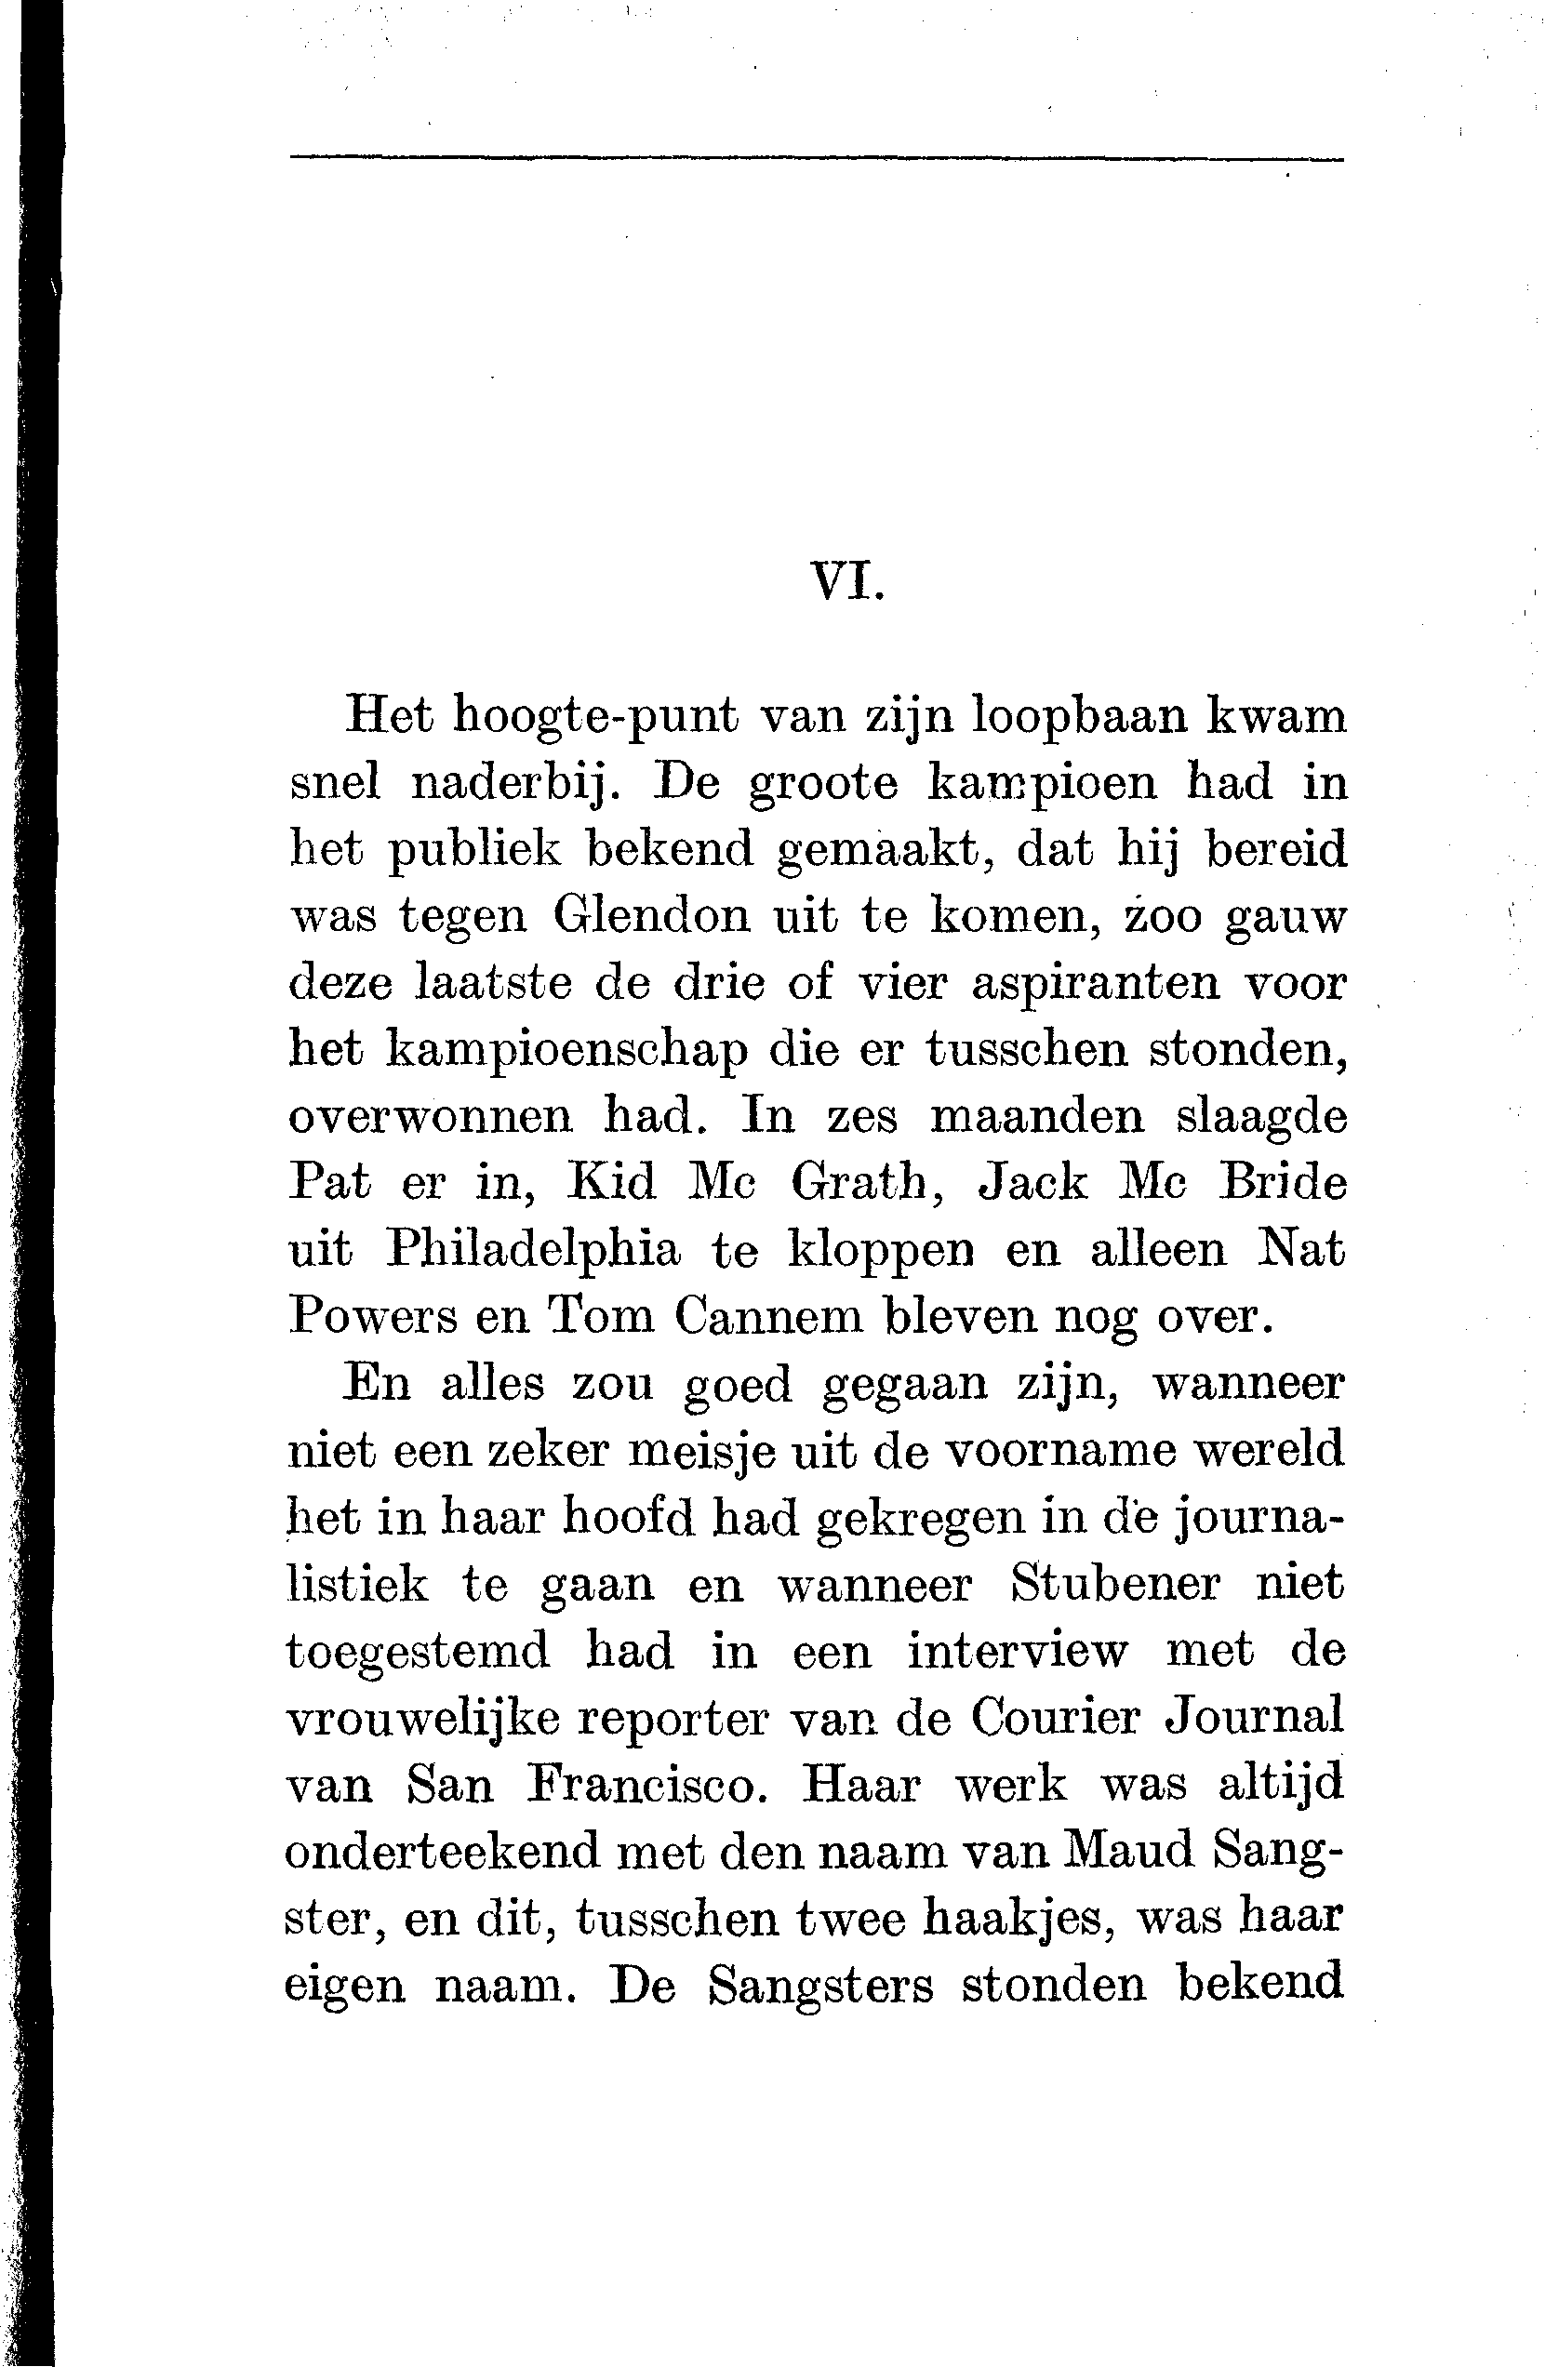 VI.
Het hoogte-punt van zijn loopbaan kwam
snel naderbij. De groote kampioen had in
het publiek bekend gemaakt, dat hij bereid
was tegen Glendon uit te komen, zoo gauw
deze laatste de drie of vier aspiranten voor
het kampioenschap die er tusschen stonden,
overwonnen had. In zes maanden slaagde
Pat er in, Kid Mc Grath, Jack Mc Bride
uit Philadelphia te kloppen en alleen Nat
Powers en Tom Cannem bleven nog over.
En alles zou goed gegaan zijn, wanneer
niet een zeker meisje uit de voorname wereld
het in haar hoofd had gekregen in de journa-
listiek te gaan en wanneer Stubener niet
toegestemd had in een interview met de
vrouwelijke reporter van de Courier Journal
van San Francisco. Haar werk was altijd
onderteekend met den naam van Maud Sang-
ster, en dit, tusschen twee haakjes, was haar
eigen naam. De Sangsters stonden bekend